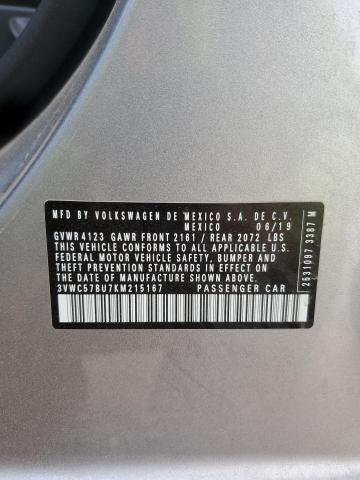 MFD BY VOLKSWAGEN DE MEXICO S.A. DE C.V.
MEXICO 06/19
GVWR 4123 GAWR FRONT 2161 / REAR 2072 LBS
THIS VEHICLE CONFORMS TO ALL APPLICABLE U.S.
FEDERAL MOTOR VEHICLE SAFETY, BUMPER AND
THEFT PREVENTION STANDARDS IN EFFECT ON
THE DATE OF MANUFACTURE SHOWN ABOVE.
3VWC57BU7KM215167 PASSENGER CAR
2531097 3387 M